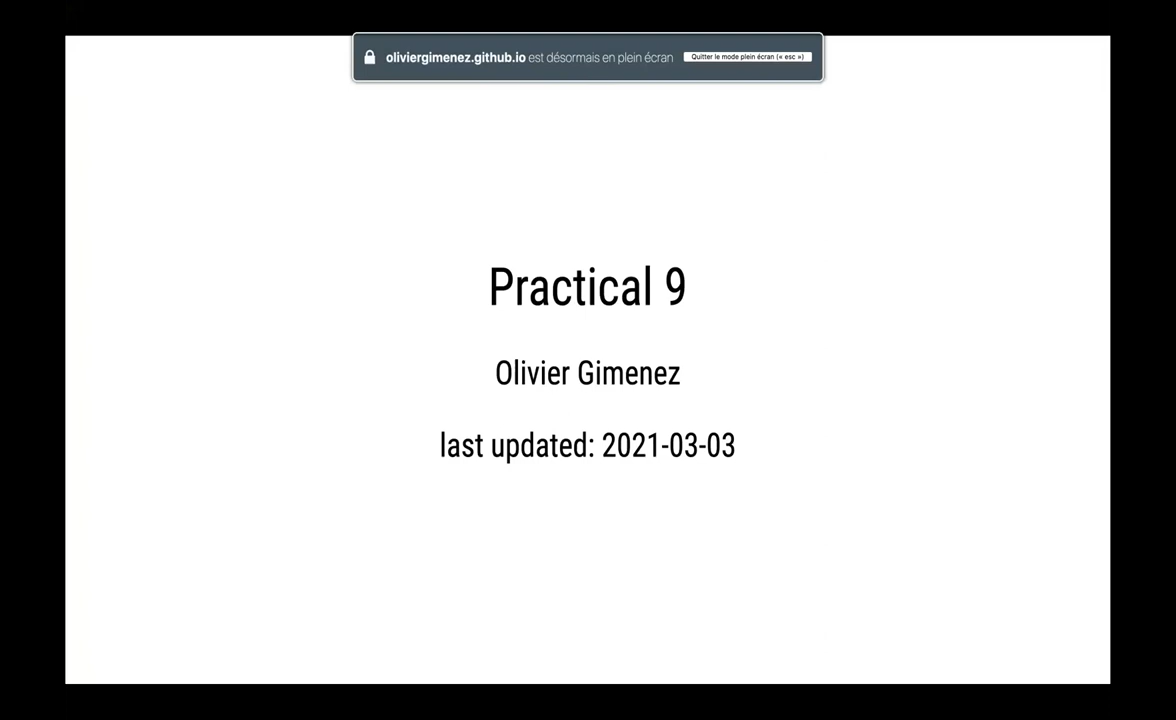 oliviergimenez.github.io est désormais en plein écran Quitter le mode plein écran (« esc »)
Practical 9
Olivier Gimenez
last updated: 2021-03-03